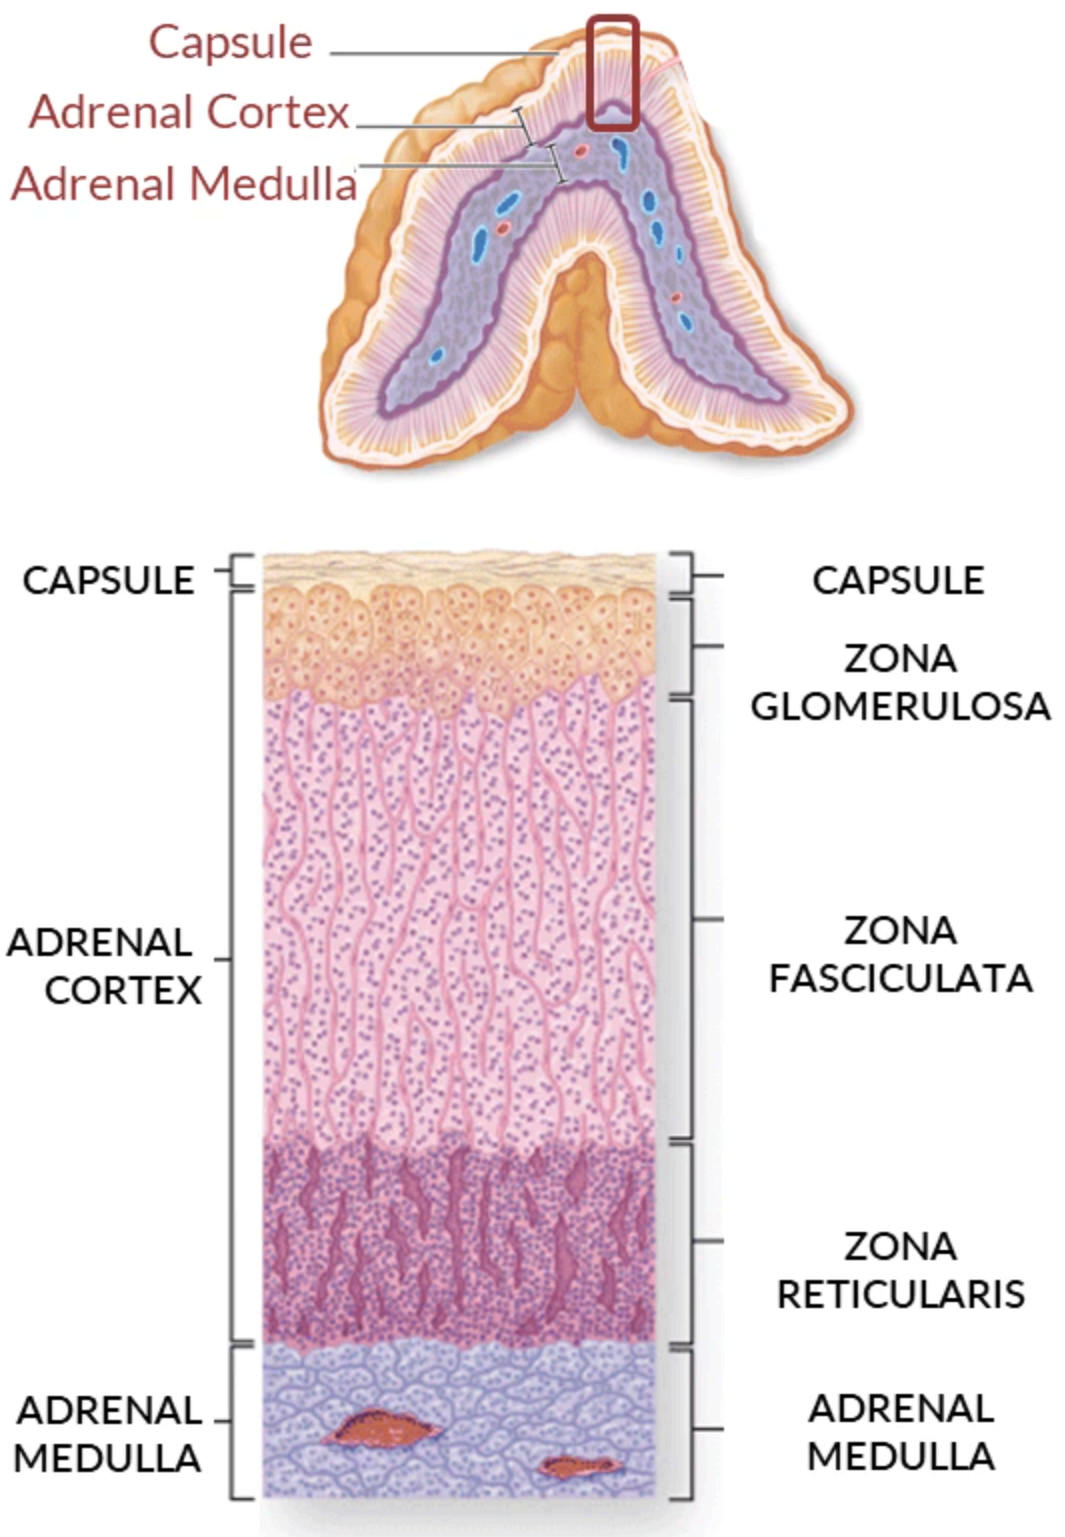 Capsule
Adrenal Cortex
Adrenal Medulla
CAPSULE
CAPSULE
ZONA
GLOMERULOSA
ADRENAL
CORTEX
ZONA
FASCICULATA
ZONA
RETICULARIS
ADRENAL
MEDULLA
ADRENAL
MEDULLA